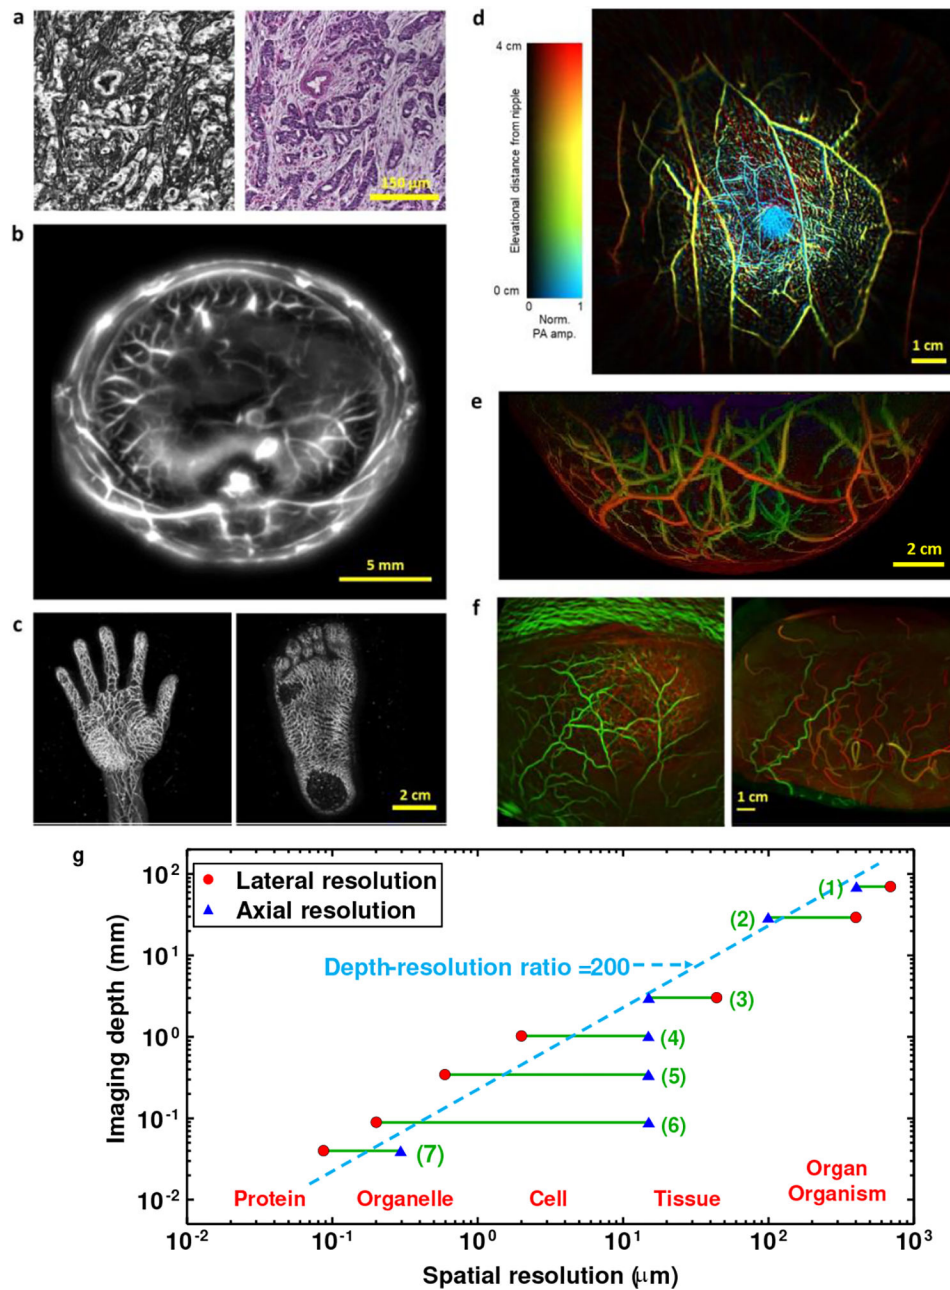 a
150 µm
b
5 mm
c
2 cm
d
4 cm
Elevational distance from nipple
0 cm
0 1
Norm.
PA amp.
1 cm
e
2 cm
f
1 cm
g
Lateral resolution
Axial resolution
Depth-resolution ratio =200
(1)
(2)
(3)
(4)
(5)
(6)
(7)
Protein Organelle Cell Tissue Organ
Organism
Imaging depth (mm)
10²
10¹
10⁰
10⁻¹
10⁻²
10⁻² 10⁻¹ 10⁰ 10¹ 10² 10³
Spatial resolution (µm)